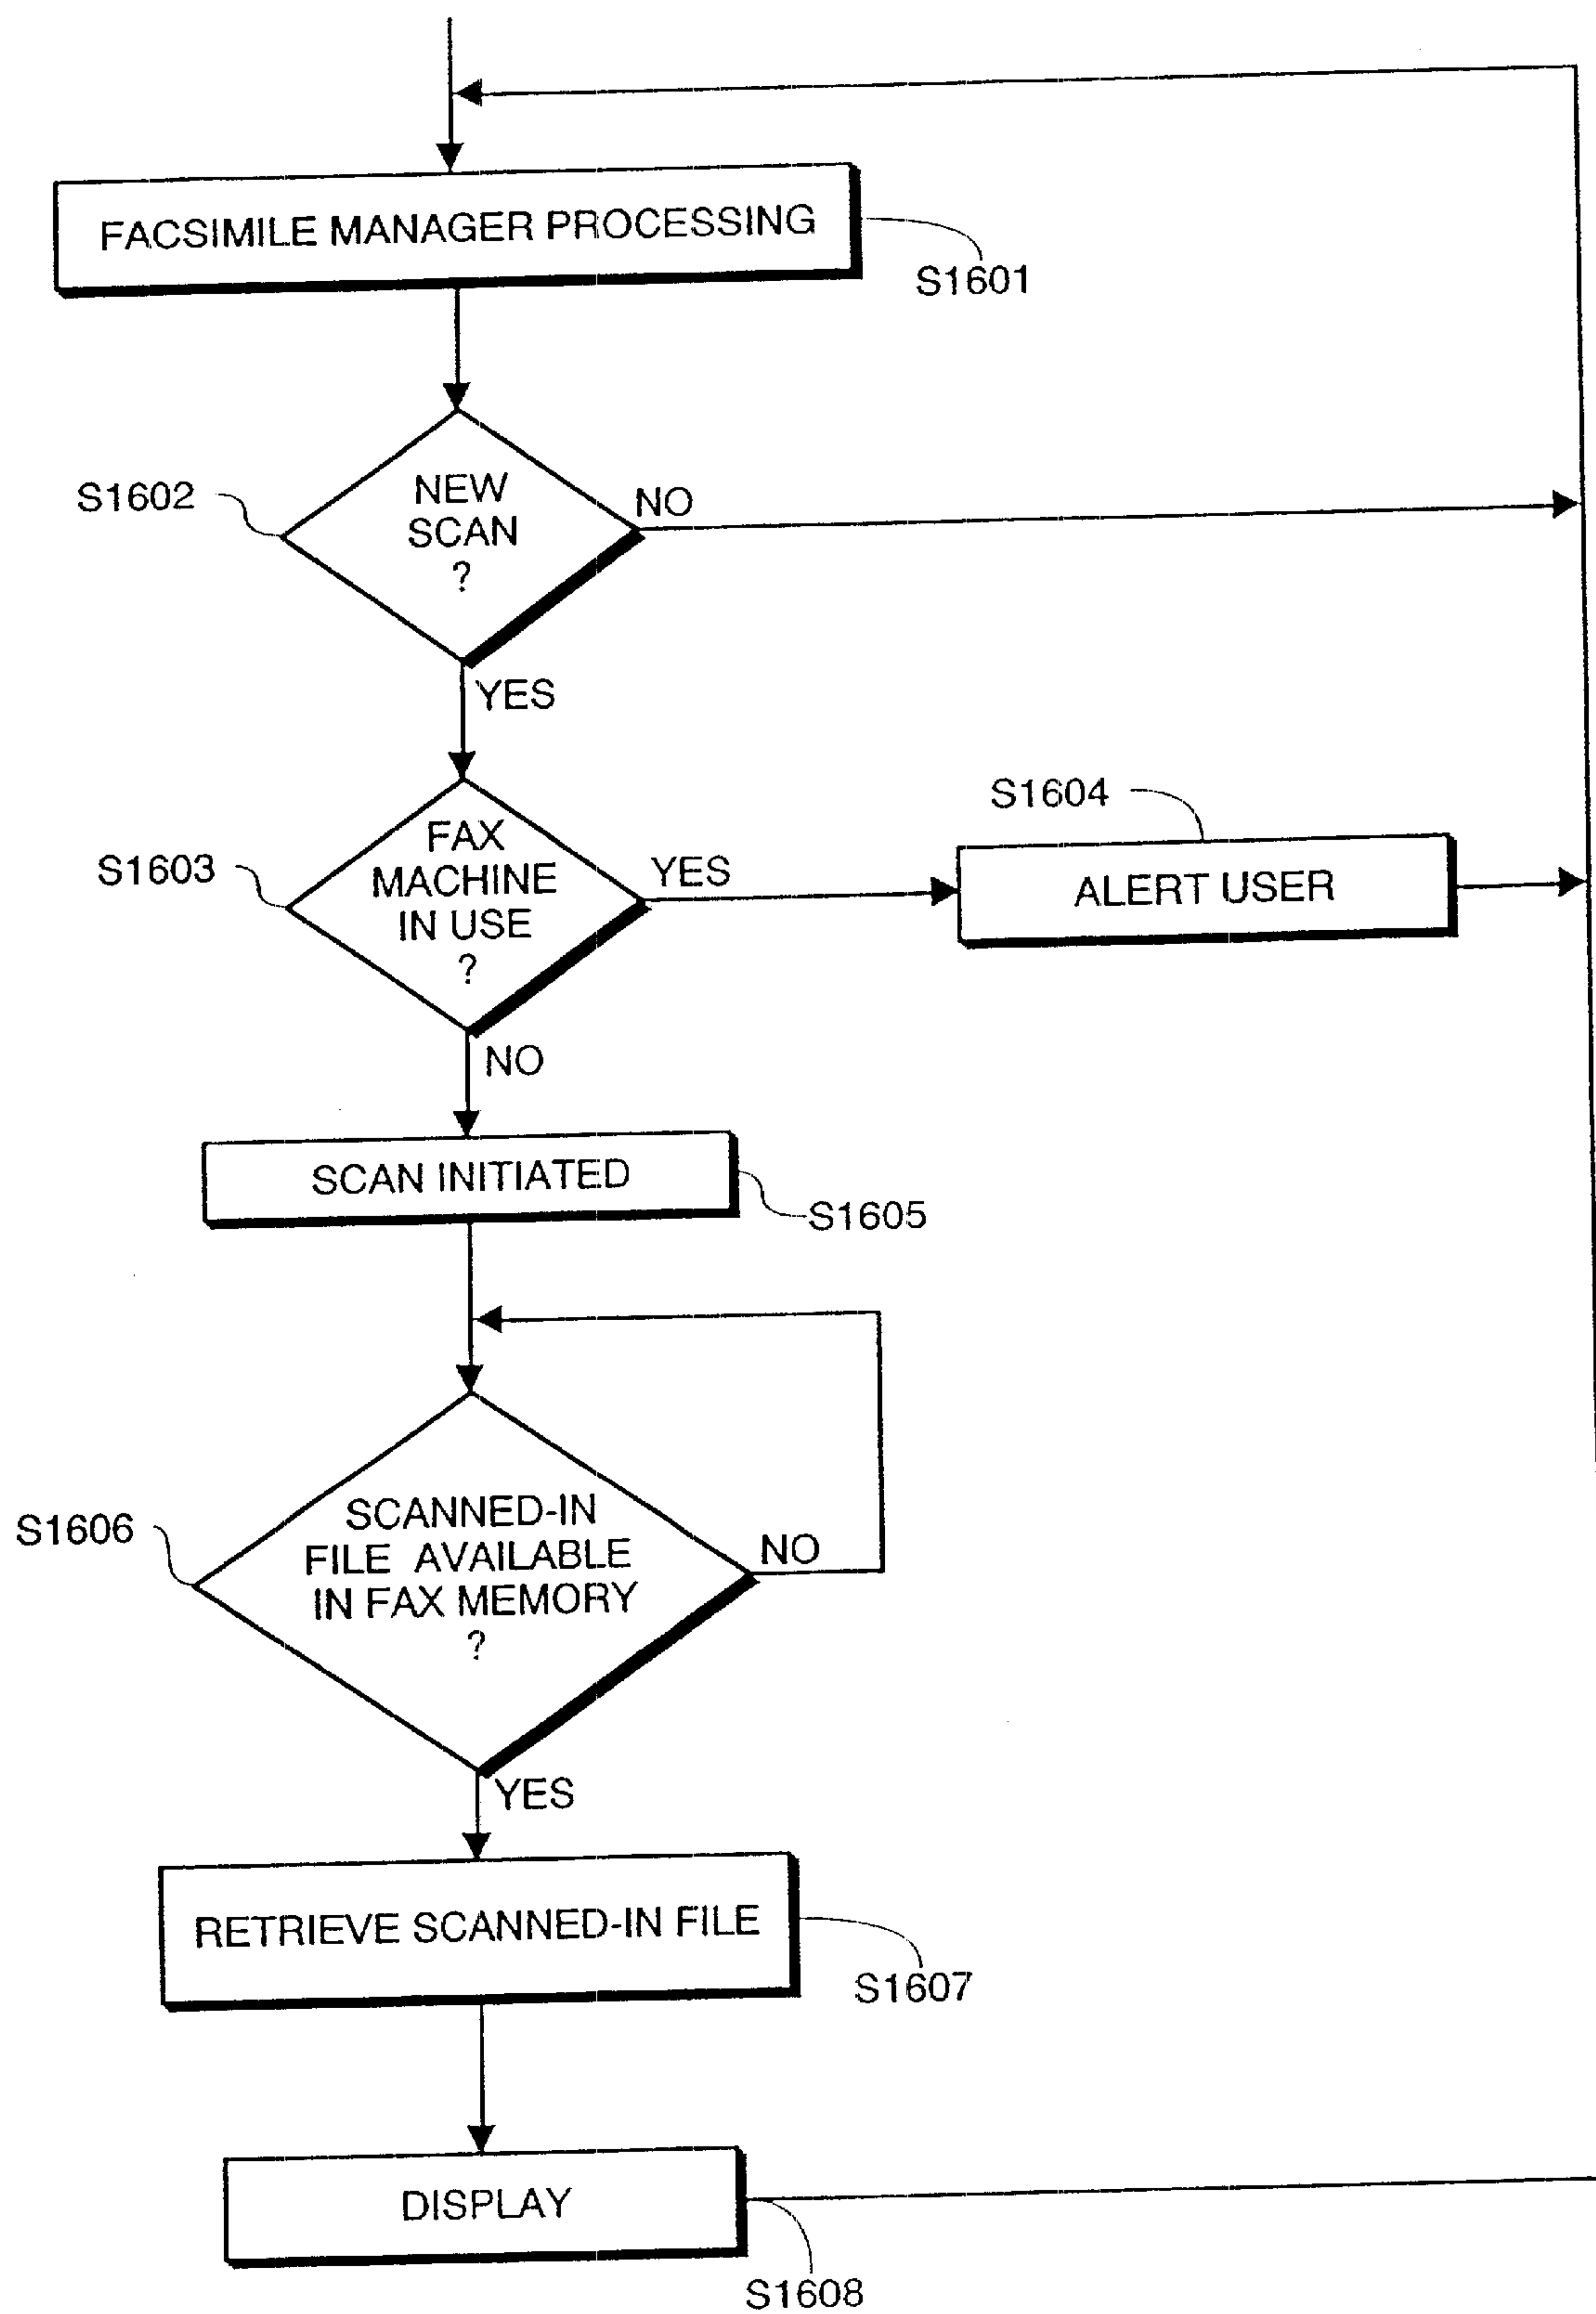 FACSIMILE MANAGER PROCESSING
S1601
S1602
NEW
SCAN
?
NO
YES
S1603
FAX
MACHINE
IN USE
?
YES
S1604
ALERT USER
NO
SCAN INITIATED
S1605
S1606
SCANNED-IN
FILE AVAILABLE
IN FAX MEMORY
?
NO
YES
RETRIEVE SCANNED-IN FILE
S1607
DISPLAY
S1608